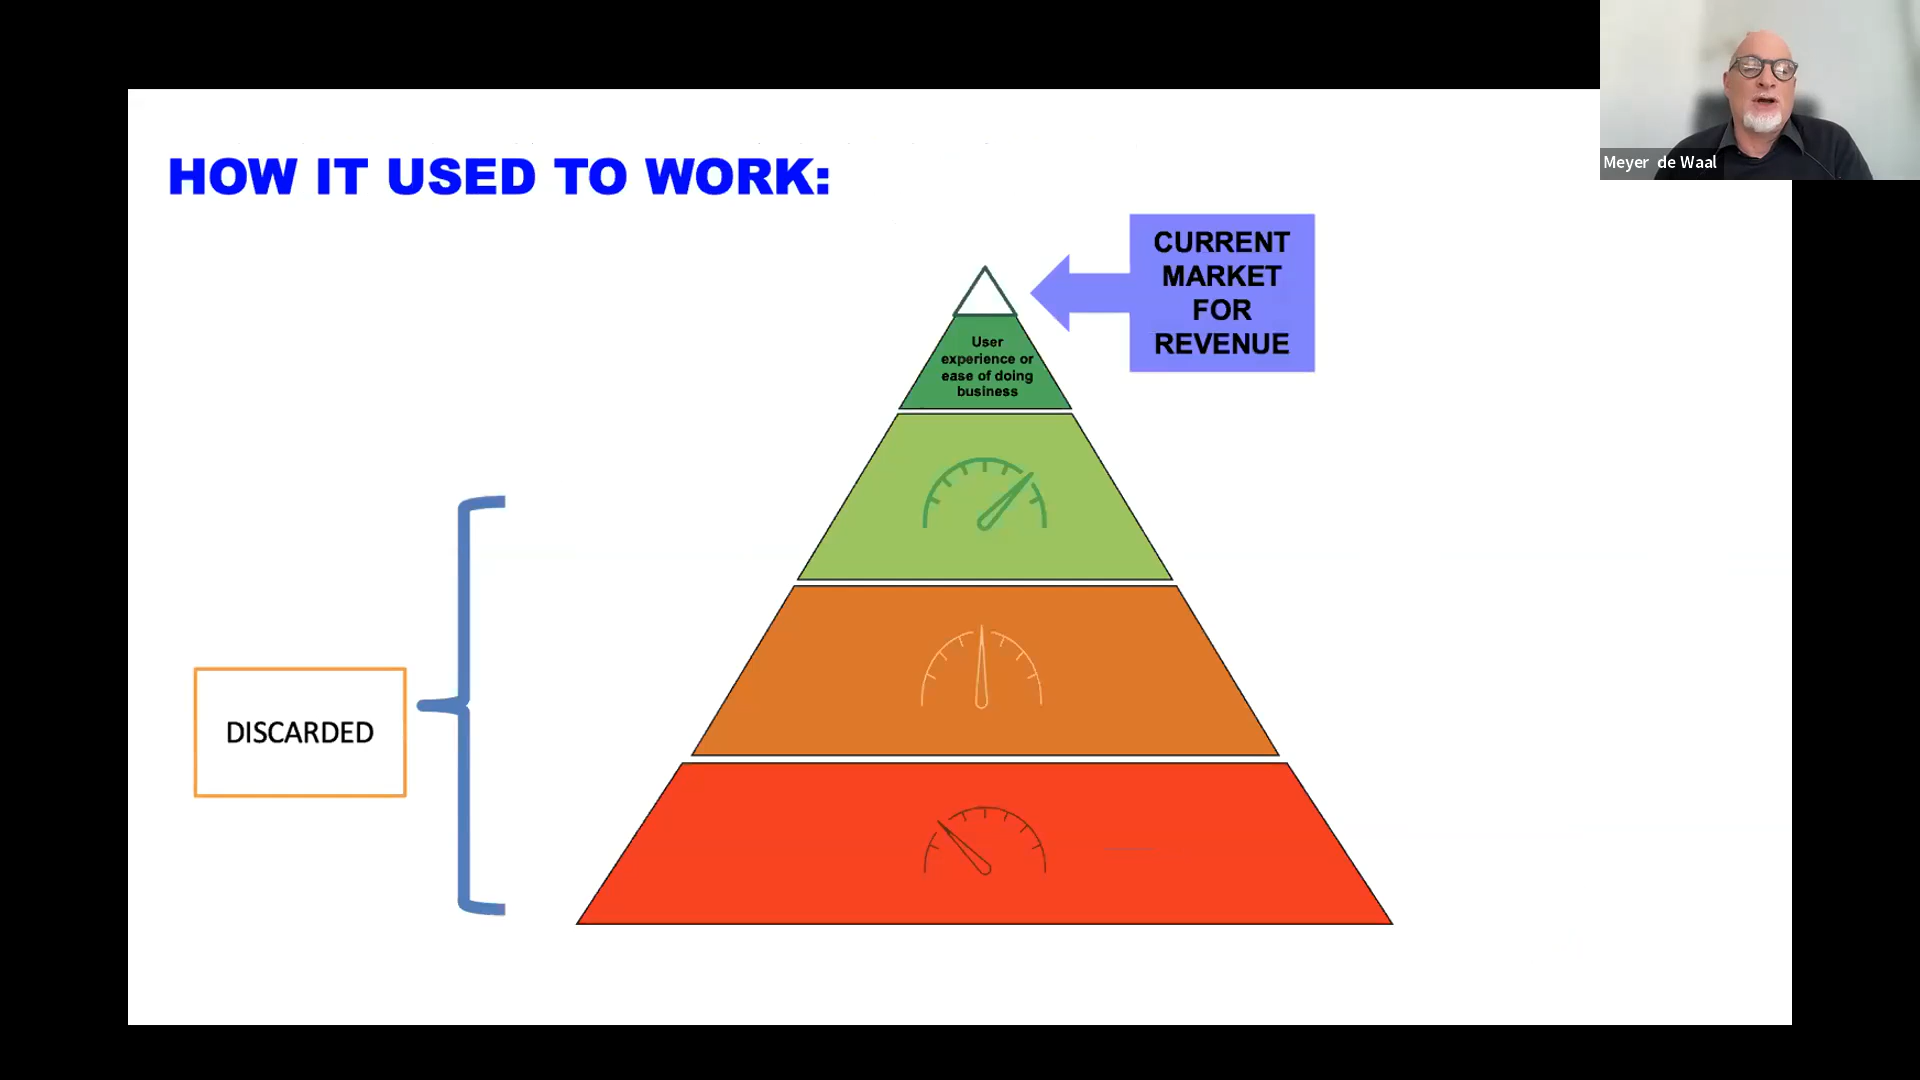 Meyer de Waal
HOW IT USED TO WORK:
CURRENT
MARKET
FOR
REVENUE
User
experience or
ease of doing
business
DISCARDED